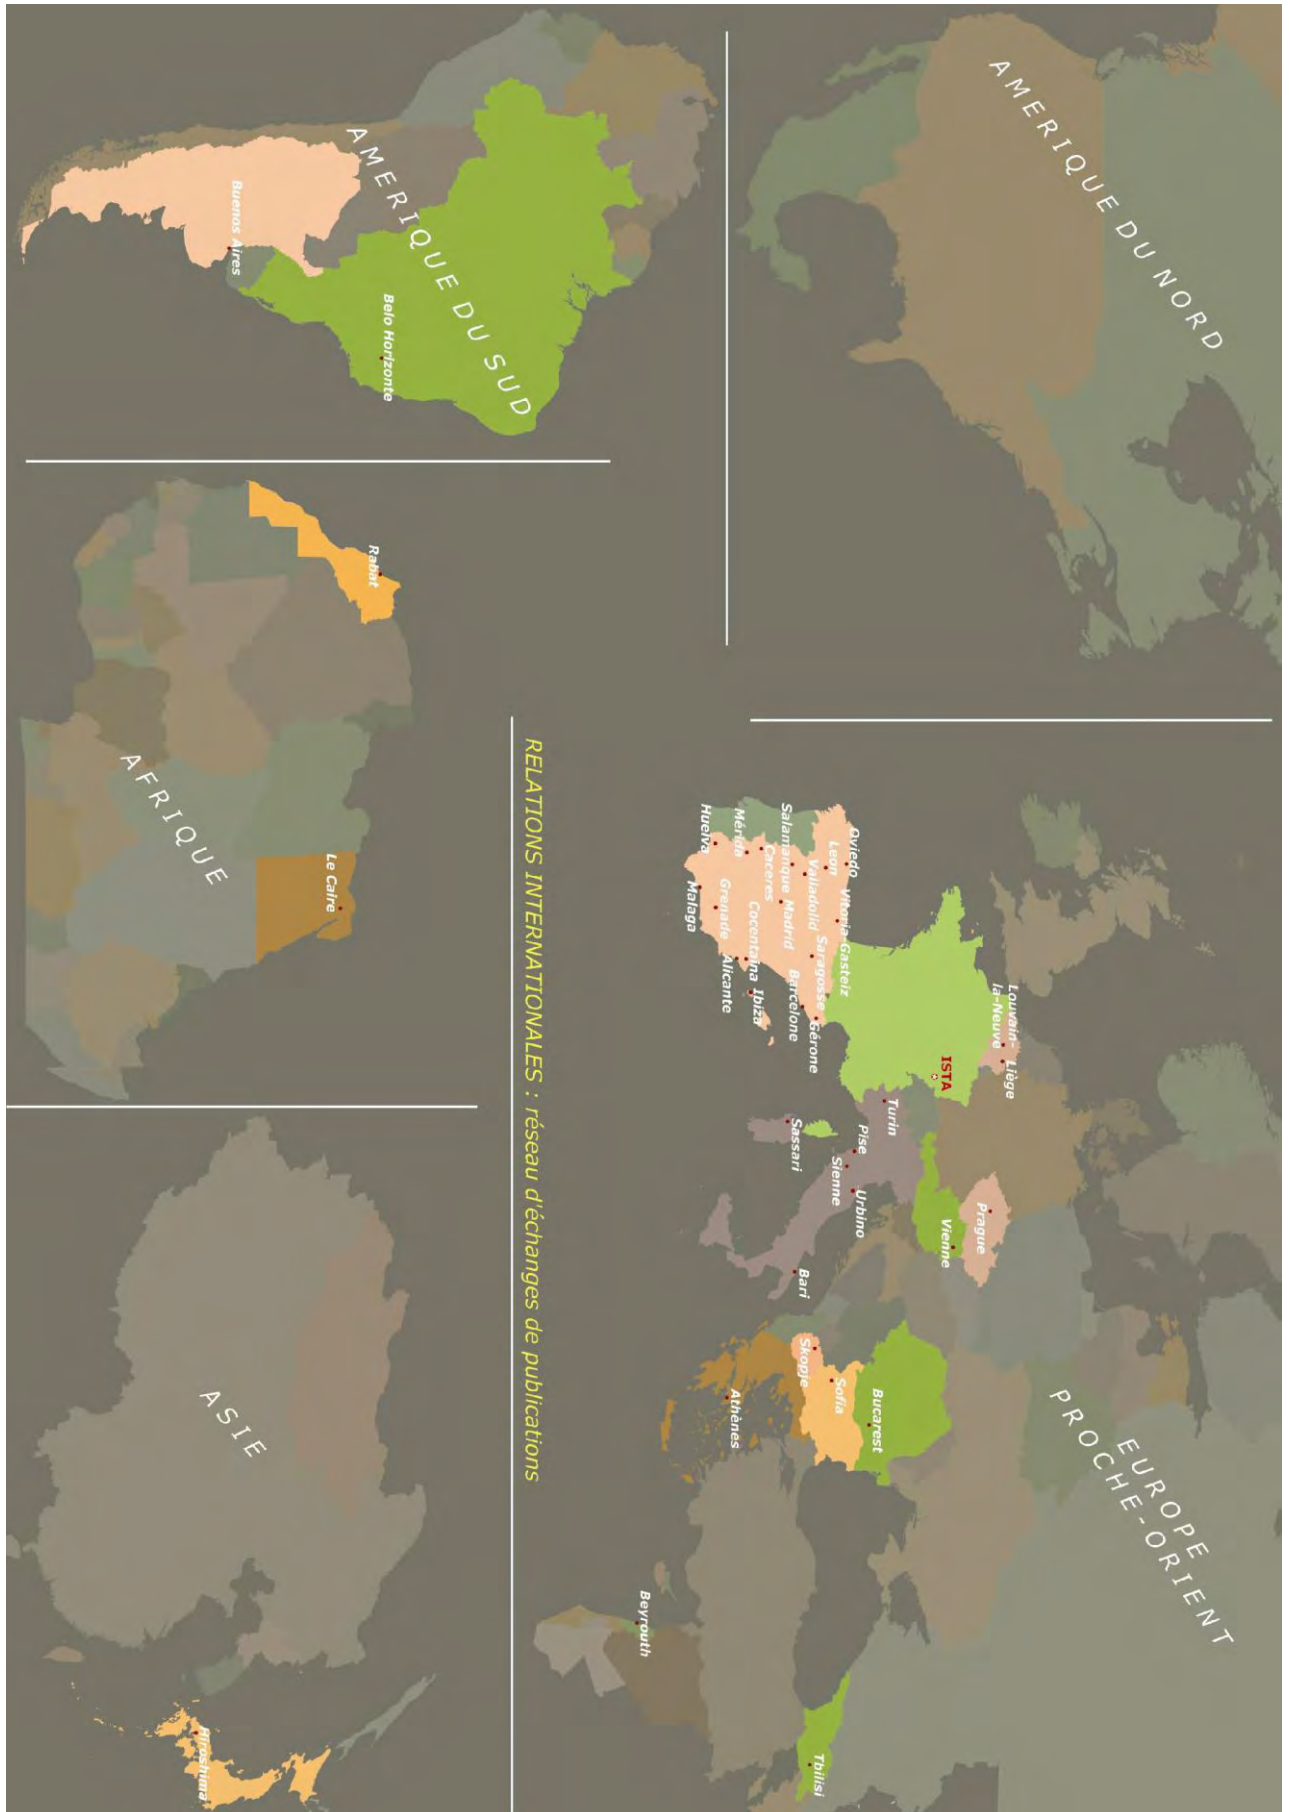 AMERIQUE DU NORD
AMERIQUE DU SUD
Buenos Aires
Belo Horizonte
EUROPE
PROCHE-ORIENT
Louvain-
la-Neuve
Liège
ISTA
Prague
Vienne
Oviedo
Leon
Vitoria-Gasteiz
Valladolid
Salamanque
Saragosse
Gérone
Madrid
Barcelone
Caceres
Mérida
Cocentaina
Ibiza
Huelva
Grenade
Alicante
Malaga
Turin
Pise
Sienne
Urbino
Sassari
Bari
Bucarest
Sofia
Skopje
Athènes
Tbilisi
Beyrouth
RELATIONS INTERNATIONALES : réseau d'échanges de publications
Rabat
Le Caire
AFRIQUE
ASIE
Hiroshima